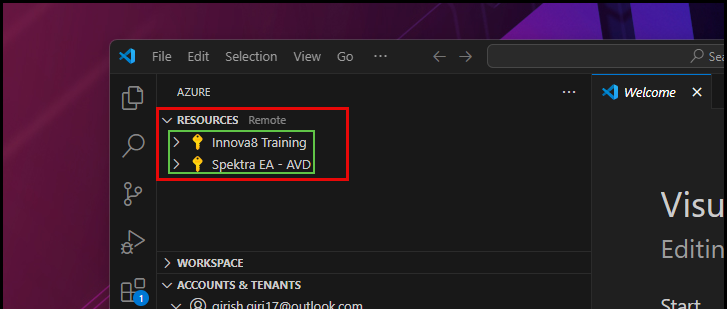 File Edit Selection View Go ··· Sea
AZURE ···
Welcome
RESOURCES Remote
Innova8 Training
Spektra EA - AVD
Visu
Editin
WORKSPACE
ACCOUNTS & TENANTS
Start
girish.giri17@outlook.com
1